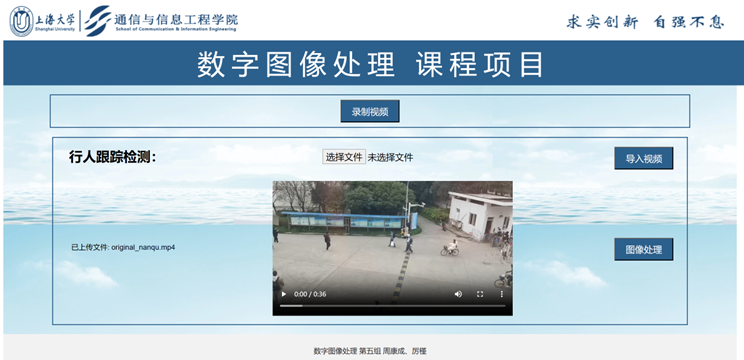 上海大学
Shanghai University
通信与信息工程学院
School of Communication & Information Engineering
求实创新 自强不息
数字图像处理 课程项目
录制视频
行人跟踪检测：
选择文件 未选择文件
导入视频
已上传文件: original_nanqu.mp4
图像处理
0:00 / 0:36
数字图像处理 第五组 周康成、厉槿